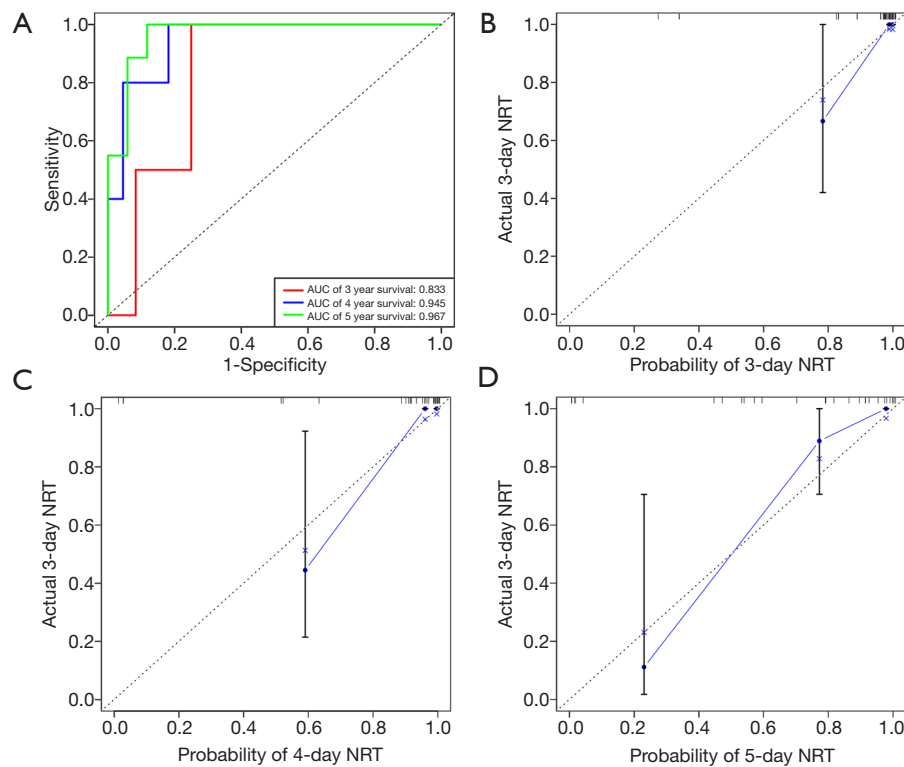 A
1.0
0.8
0.6
0.4
0.2
0.0
Sensitivity
AUC of 3 year survival: 0.833
AUC of 4 year survival: 0.945
AUC of 5 year survival: 0.967
0.0 0.2 0.4 0.6 0.8 1.0
1-Specificity
B
1.0
0.8
0.6
0.4
0.2
0.0
Actual 3-day NRT
0.0 0.2 0.4 0.6 0.8 1.0
Probability of 3-day NRT
C
1.0
0.8
0.6
0.4
0.2
0.0
Actual 3-day NRT
0.0 0.2 0.4 0.6 0.8 1.0
Probability of 4-day NRT
D
1.0
0.8
0.6
0.4
0.2
0.0
Actual 3-day NRT
0.0 0.2 0.4 0.6 0.8 1.0
Probability of 5-day NRT